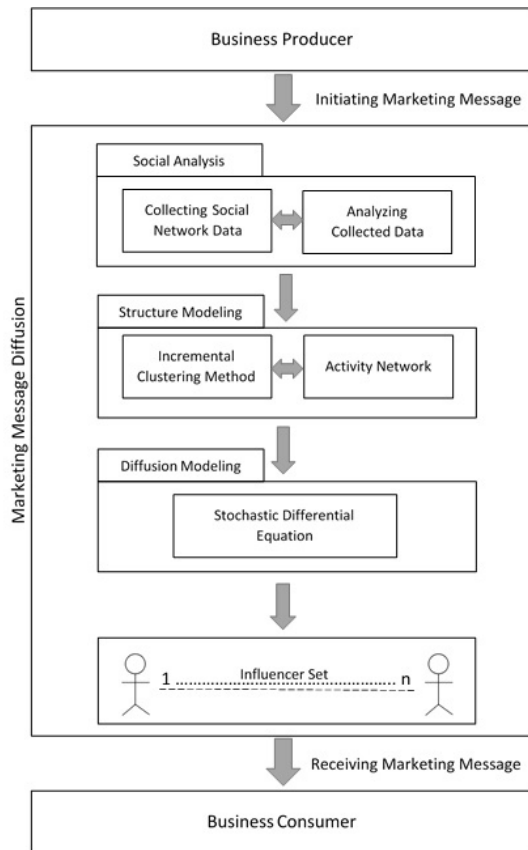 Business Producer
Initiating Marketing Message
Marketing Message Diffusion
Social Analysis
Collecting Social
Network Data
Analyzing
Collected Data
Structure Modeling
Incremental
Clustering Method
Activity Network
Diffusion Modeling
Stochastic Differential
Equation
1 Influencer Set n
Receiving Marketing Message
Business Consumer